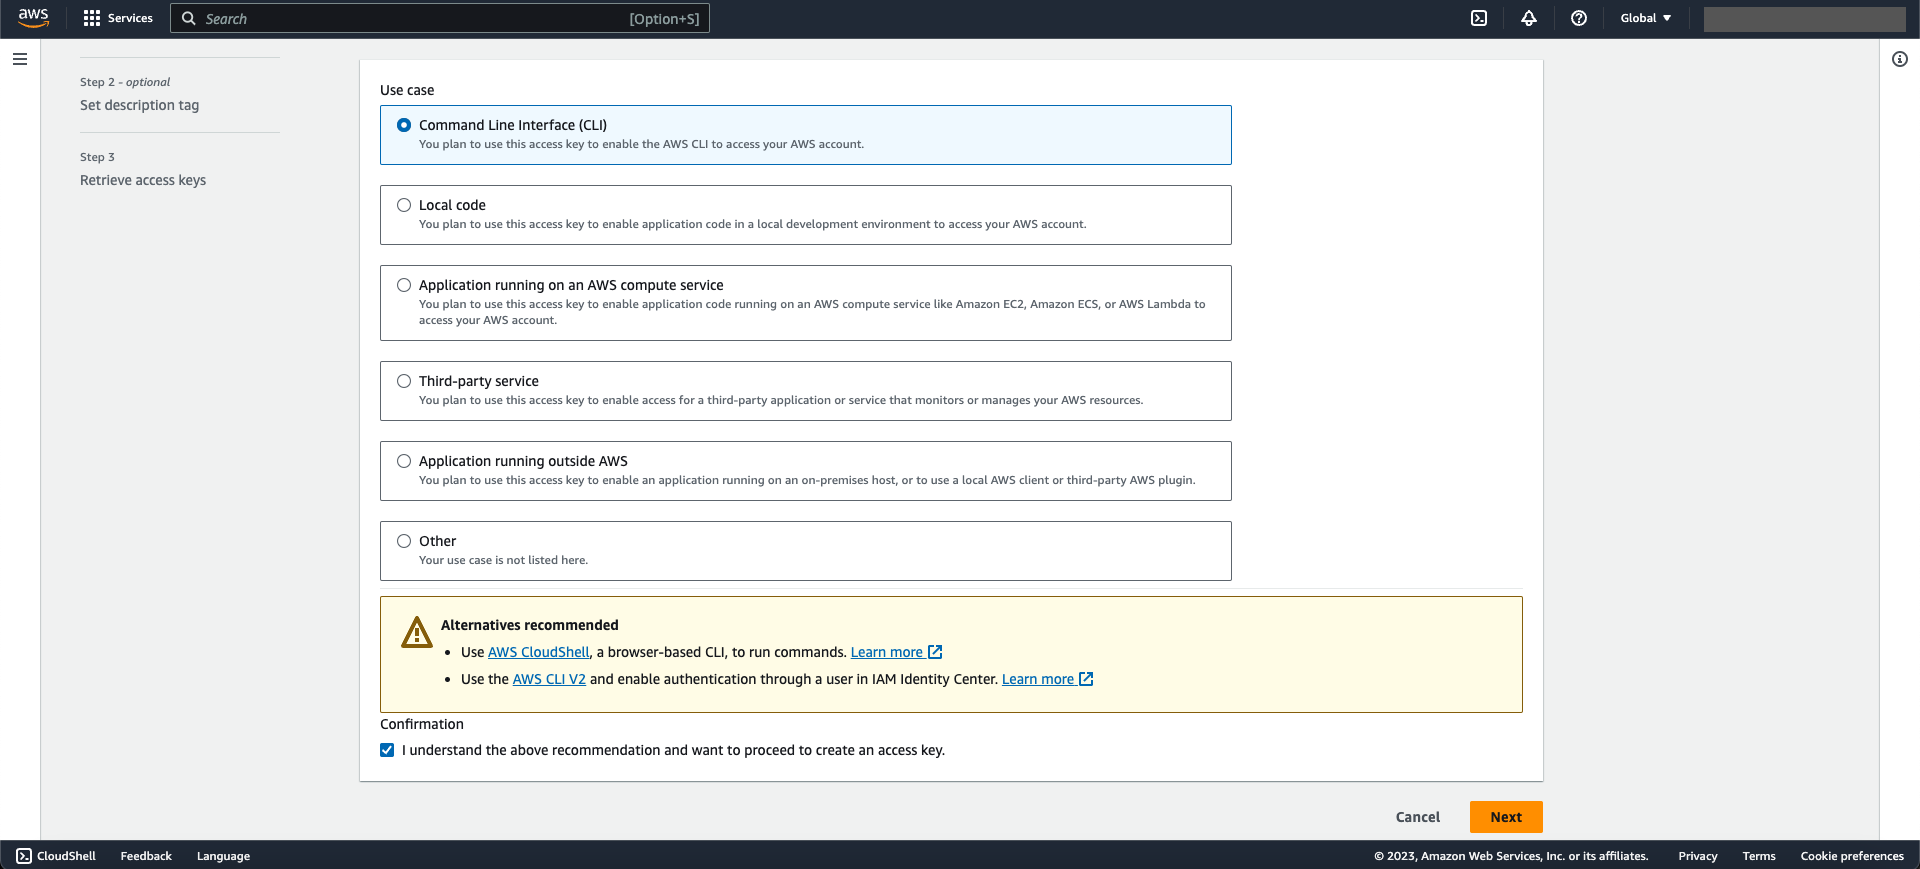 aws
Services
Search
[Option+S]
Global
Step 2 - optional
Set description tag
Step 3
Retrieve access keys
Use case
Command Line Interface (CLI)
You plan to use this access key to enable the AWS CLI to access your AWS account.
Local code
You plan to use this access key to enable application code in a local development environment to access your AWS account.
Application running on an AWS compute service
You plan to use this access key to enable application code running on an AWS compute service like Amazon EC2, Amazon ECS, or AWS Lambda to
access your AWS account.
Third-party service
You plan to use this access key to enable access for a third-party application or service that monitors or manages your AWS resources.
Application running outside AWS
You plan to use this access key to enable an application running on an on-premises host, or to use a local AWS client or third-party AWS plugin.
Other
Your use case is not listed here.
Alternatives recommended
• Use AWS CloudShell, a browser-based CLI, to run commands. Learn more
• Use the AWS CLI V2 and enable authentication through a user in IAM Identity Center. Learn more
Confirmation
I understand the above recommendation and want to proceed to create an access key.
Cancel
Next
CloudShell
Feedback
Language
© 2023, Amazon Web Services, Inc. or its affiliates.
Privacy
Terms
Cookie preferences